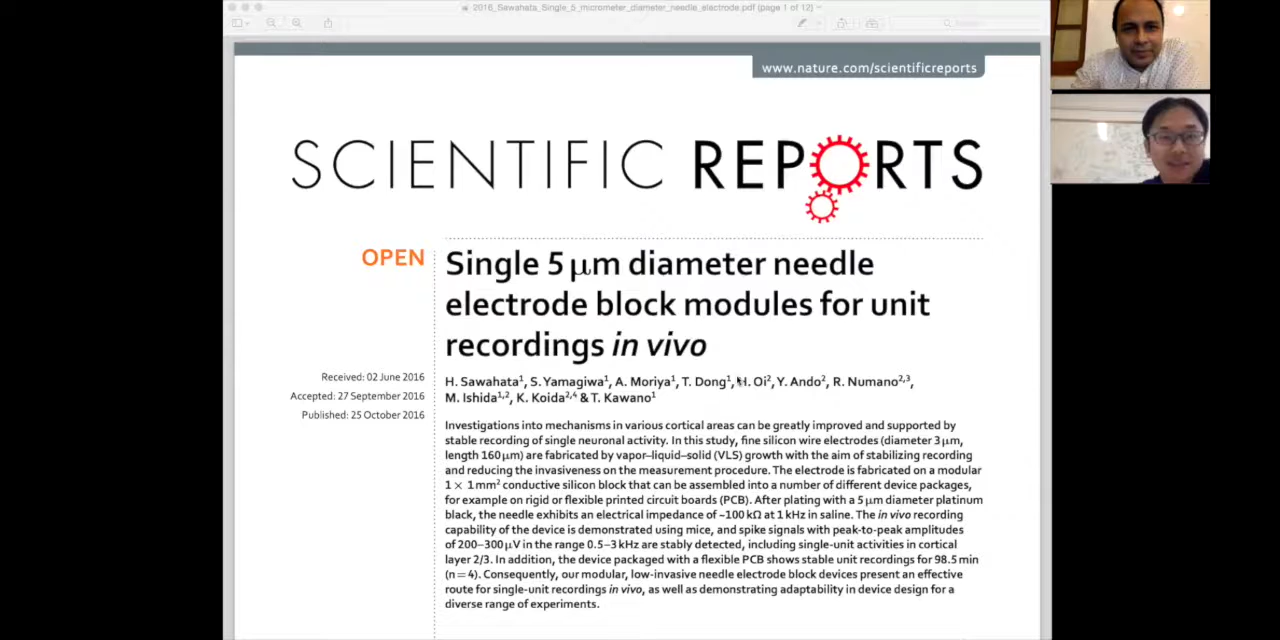 2016_Sawahata_Single_5_micrometer_diameter_needle_electrode.pdf (page 1 of 12)
www.nature.com/scientificreports
SCIENTIFIC REPORTS
OPEN
Single 5 μm diameter needle
electrode block modules for unit
recordings in vivo
Received: 02 June 2016
Accepted: 27 September 2016
Published: 25 October 2016
H. Sawahata¹, S. Yamagiwa¹, A. Moriya¹, T. Dong¹, H. Oi², Y. Ando², R. Numano²,³,
M. Ishida¹,², K. Koida²,⁴ & T. Kawano¹
Investigations into mechanisms in various cortical areas can be greatly improved and supported by
stable recording of single neuronal activity. In this study, fine silicon wire electrodes (diameter 3 μm,
length 160 μm) are fabricated by vapor–liquid–solid (VLS) growth with the aim of stabilizing recording
and reducing the invasiveness on the measurement procedure. The electrode is fabricated on a modular
1 × 1 mm² conductive silicon block that can be assembled into a number of different device packages,
for example on rigid or flexible printed circuit boards (PCB). After plating with a 5 μm diameter platinum
black, the needle exhibits an electrical impedance of ~100 kΩ at 1 kHz in saline. The in vivo recording
capability of the device is demonstrated using mice, and spike signals with peak-to-peak amplitudes
of 200–300 μV in the range 0.5–3 kHz are stably detected, including single-unit activities in cortical
layer 2/3. In addition, the device packaged with a flexible PCB shows stable unit recordings for 98.5 min
(n = 4). Consequently, our modular, low-invasive needle electrode block devices present an effective
route for single-unit recordings in vivo, as well as demonstrating adaptability in device design for a
diverse range of experiments.